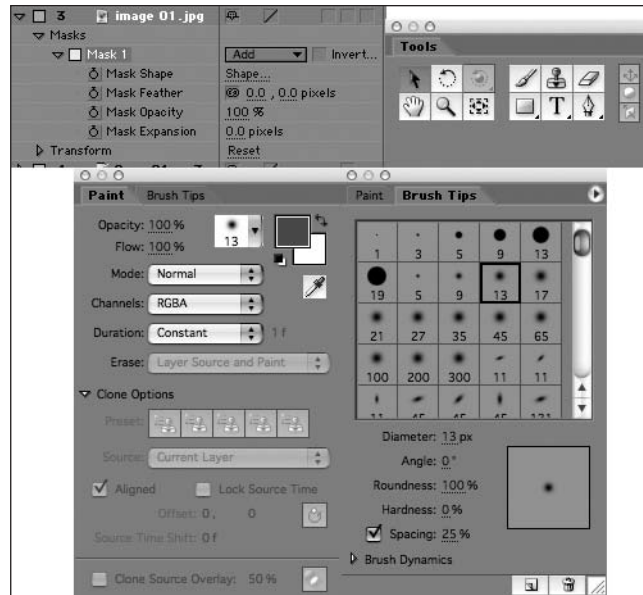 3 image 01.jpg
Masks
Mask 1 Add Invert...
Mask Shape Shape...
Mask Feather 0.0 , 0.0 pixels
Mask Opacity 100 %
Mask Expansion 0.0 pixels
Transform Reset
Tools
T
Paint Brush Tips
Opacity: 100 %
Flow: 100 %
13
Mode: Normal
Channels: RGBA
Duration: Constant 1 f
Erase: Layer Source and Paint
Clone Options
Preset:
Source: Current Layer
Aligned Lock Source Time
Offset: 0 , 0
Source Time Shift: 0 f
Clone Source Overlay: 50 %
Paint Brush Tips
1 3 5 9 13
19 5 9 13 17
21 27 35 45 65
100 200 300 11 11
11 45 45 45 131
Diameter: 13 px
Angle: 0 °
Roundness: 100 %
Hardness: 0 %
Spacing: 25 %
Brush Dynamics